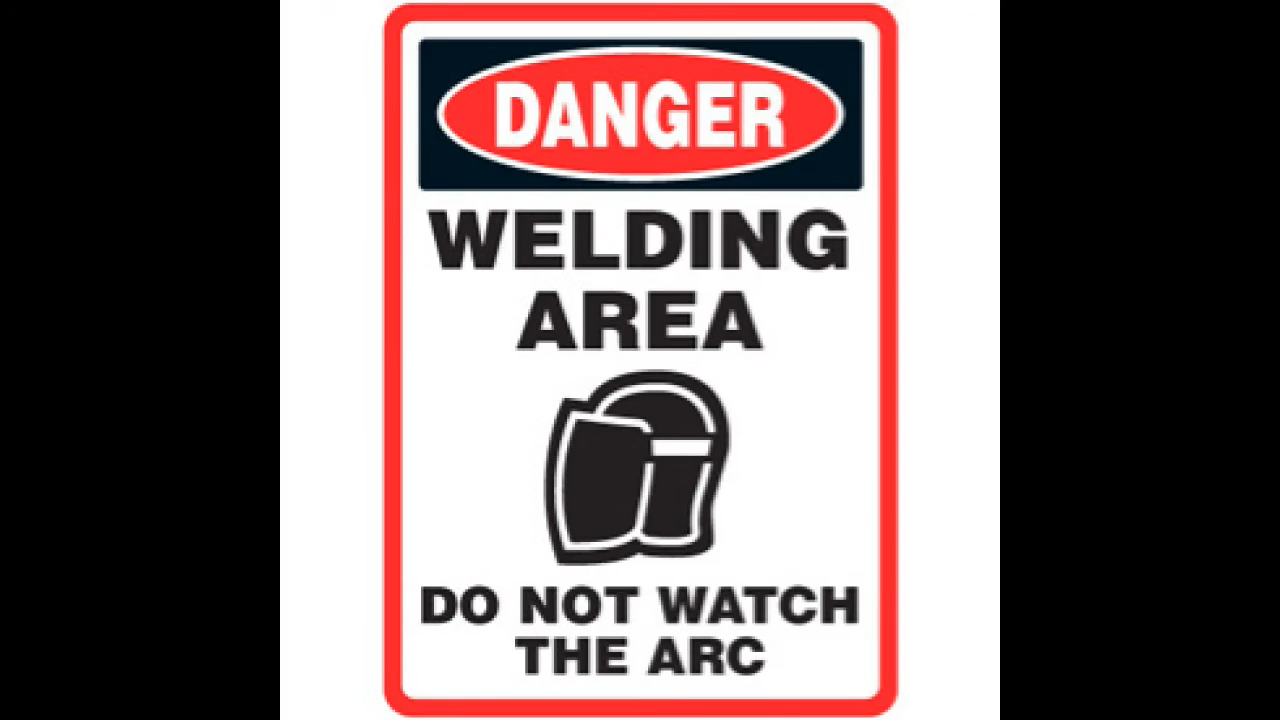 DANGER
WELDING
AREA
DO NOT WATCH
THE ARC